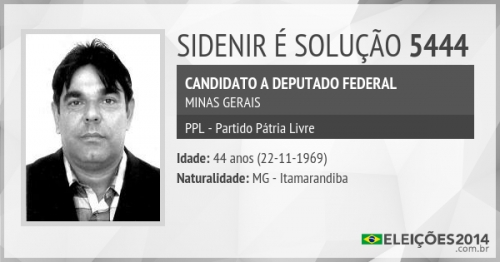 SIDENIR É SOLUÇÃO 5444
CANDIDATO A DEPUTADO FEDERAL
MINAS GERAIS
PPL - Partido Pátria Livre
Idade: 44 anos (22-11-1969)
Naturalidade: MG - Itamarandiba
ELEIÇÕES2014
.com.br